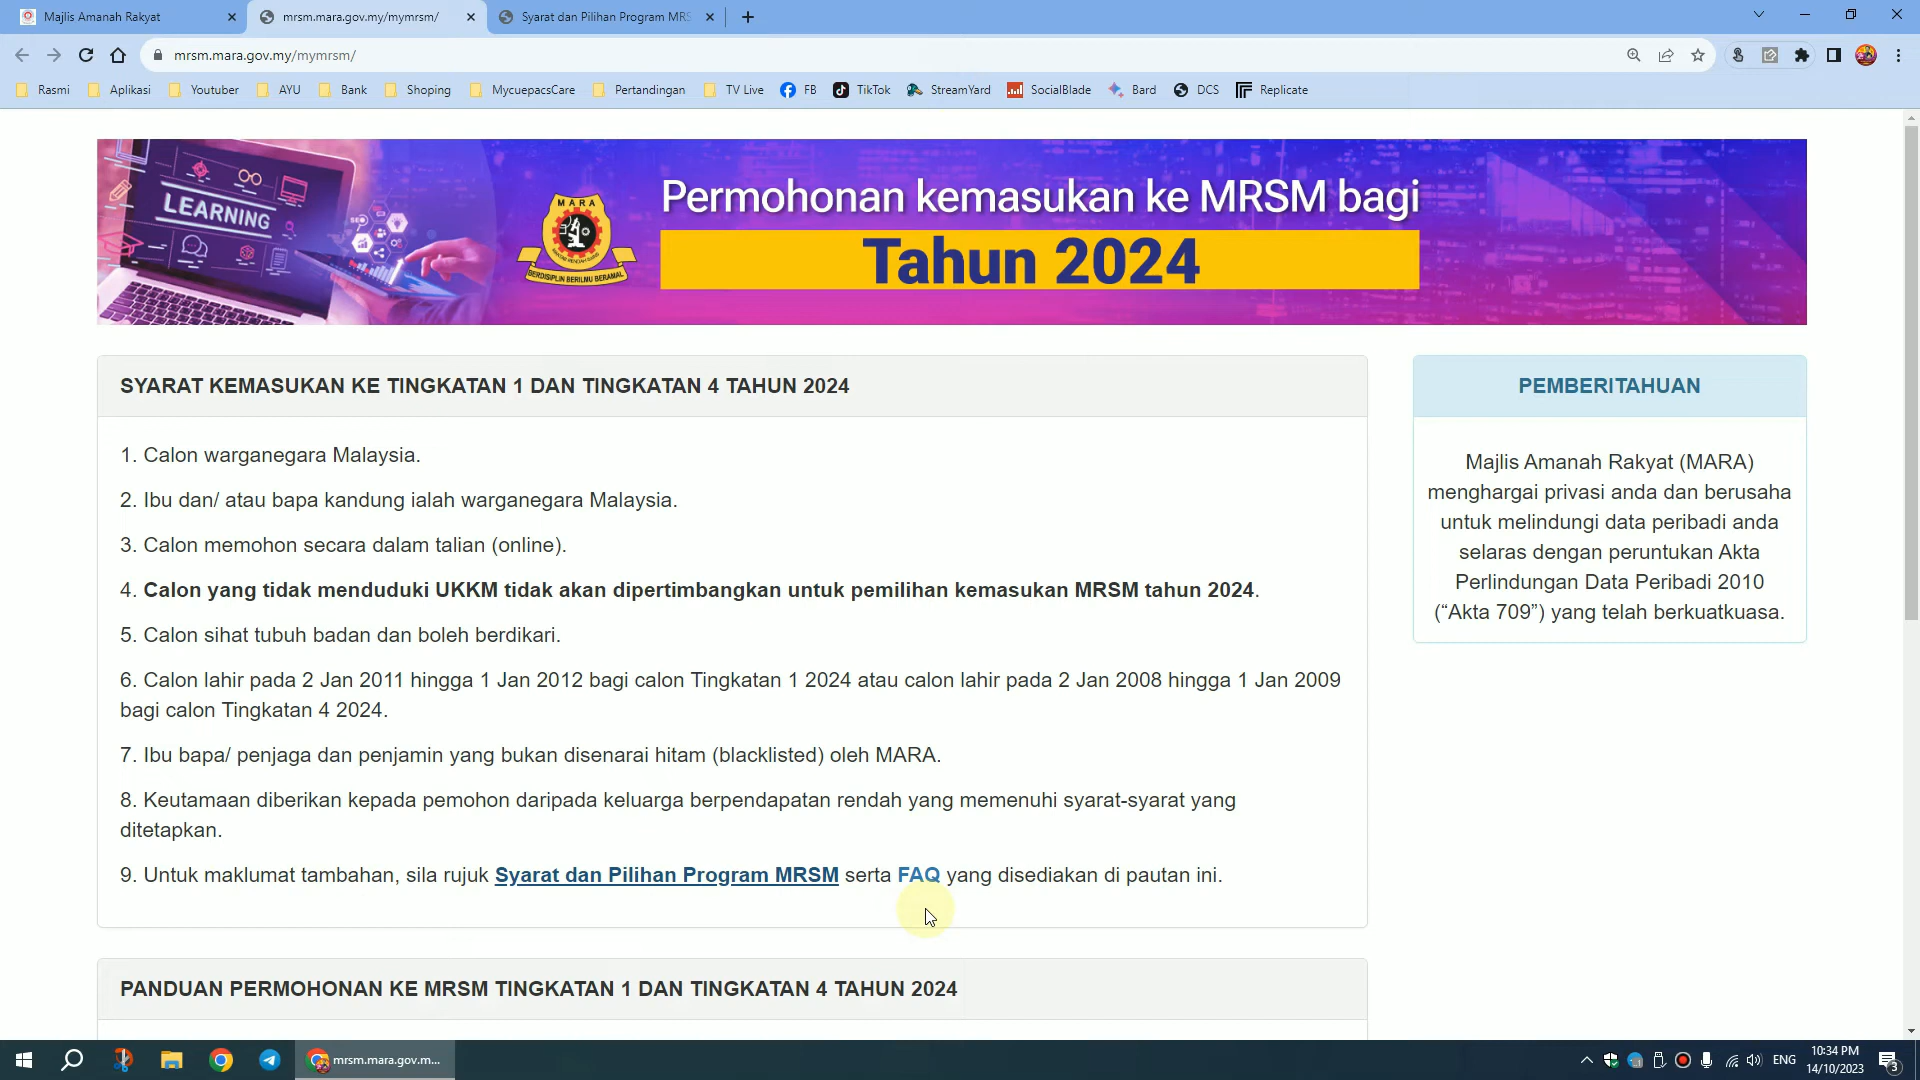 Majlis Amanah Rakyat
mrsm.mara.gov.my/mymrsm/
Syarat dan Pilihan Program MRS
mrsm.mara.gov.my/mymrsm/
Rasmi
Aplikasi
Youtuber
AYU
Bank
Shoping
MycuepacsCare
Pertandingan
TV Live
FB
TikTok
StreamYard
SocialBlade
Bard
DCS
Replicate
LEARNING
MARA
BERDISIPLIN BERILMU BERAMAL
Permohonan kemasukan ke MRSM bagi
Tahun 2024
SYARAT KEMASUKAN KE TINGKATAN 1 DAN TINGKATAN 4 TAHUN 2024
1. Calon warganegara Malaysia.
2. Ibu dan/ atau bapa kandung ialah warganegara Malaysia.
3. Calon memohon secara dalam talian (online).
4. Calon yang tidak menduduki UKKM tidak akan dipertimbangkan untuk pemilihan kemasukan MRSM tahun 2024.
5. Calon sihat tubuh badan dan boleh berdikari.
6. Calon lahir pada 2 Jan 2011 hingga 1 Jan 2012 bagi calon Tingkatan 1 2024 atau calon lahir pada 2 Jan 2008 hingga 1 Jan 2009
bagi calon Tingkatan 4 2024.
7. Ibu bapa/ penjaga dan penjamin yang bukan disenarai hitam (blacklisted) oleh MARA.
8. Keutamaan diberikan kepada pemohon daripada keluarga berpendapatan rendah yang memenuhi syarat-syarat yang
ditetapkan.
9. Untuk maklumat tambahan, sila rujuk Syarat dan Pilihan Program MRSM serta FAQ yang disediakan di pautan ini.
PEMBERITAHUAN
Majlis Amanah Rakyat (MARA)
menghargai privasi anda dan berusaha
untuk melindungi data peribadi anda
selaras dengan peruntukan Akta
Perlindungan Data Peribadi 2010
(“Akta 709”) yang telah berkuatkuasa.
PANDUAN PERMOHONAN KE MRSM TINGKATAN 1 DAN TINGKATAN 4 TAHUN 2024
mrsm.mara.gov.m...
ENG
10:34 PM
14/10/2023
3